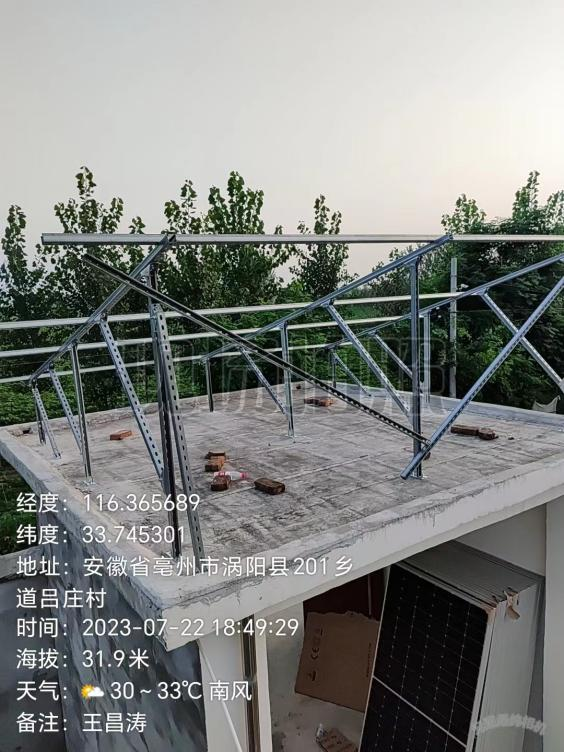 经度：116.365689
纬度：33.745301
地址：安徽省亳州市涡阳县201乡
道吕庄村
时间：2023-07-22 18:49:29
海拔：31.9米
天气：30～33℃ 南风
备注：王昌涛